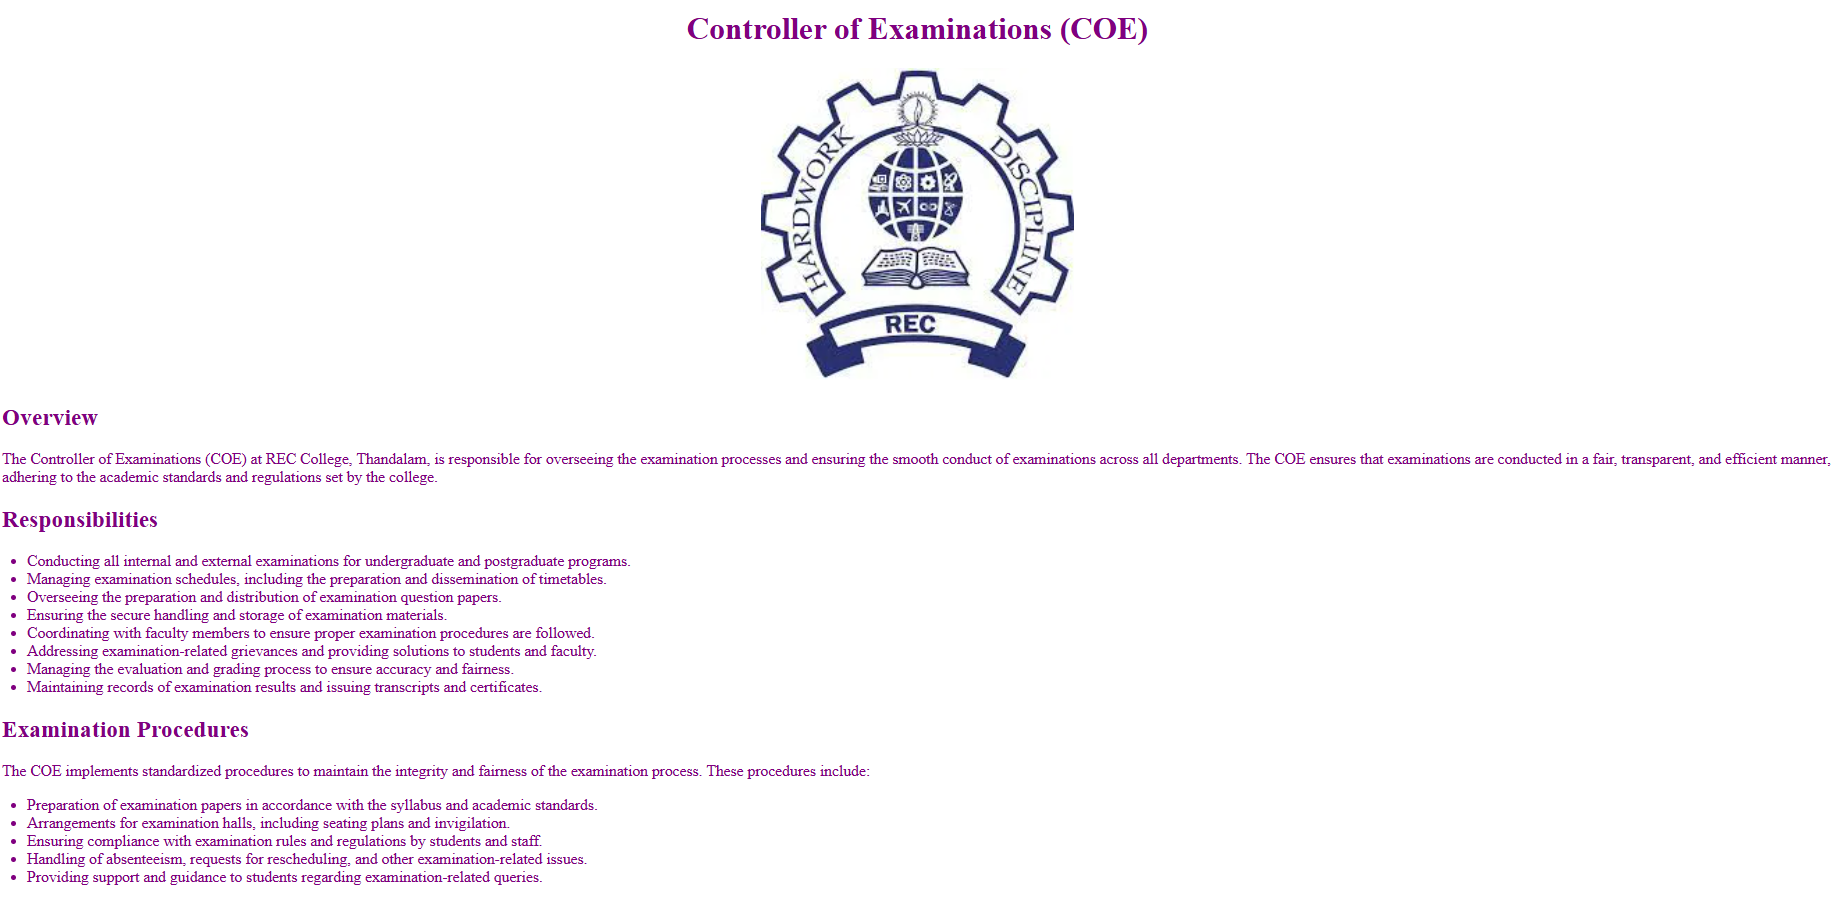 Controller of Examinations (COE)
HARDWORK
DISCIPLINE
REC
Overview
The Controller of Examinations (COE) at REC College, Thandalam, is responsible for overseeing the examination processes and ensuring the smooth conduct of examinations across all departments. The COE ensures that examinations are conducted in a fair, transparent, and efficient manner,
adhering to the academic standards and regulations set by the college.
Responsibilities
• Conducting all internal and external examinations for undergraduate and postgraduate programs.
• Managing examination schedules, including the preparation and dissemination of timetables.
• Overseeing the preparation and distribution of examination question papers.
• Ensuring the secure handling and storage of examination materials.
• Coordinating with faculty members to ensure proper examination procedures are followed.
• Addressing examination-related grievances and providing solutions to students and faculty.
• Managing the evaluation and grading process to ensure accuracy and fairness.
• Maintaining records of examination results and issuing transcripts and certificates.
Examination Procedures
The COE implements standardized procedures to maintain the integrity and fairness of the examination process. These procedures include:
• Preparation of examination papers in accordance with the syllabus and academic standards.
• Arrangements for examination halls, including seating plans and invigilation.
• Ensuring compliance with examination rules and regulations by students and staff.
• Handling of absenteeism, requests for rescheduling, and other examination-related issues.
• Providing support and guidance to students regarding examination-related queries.